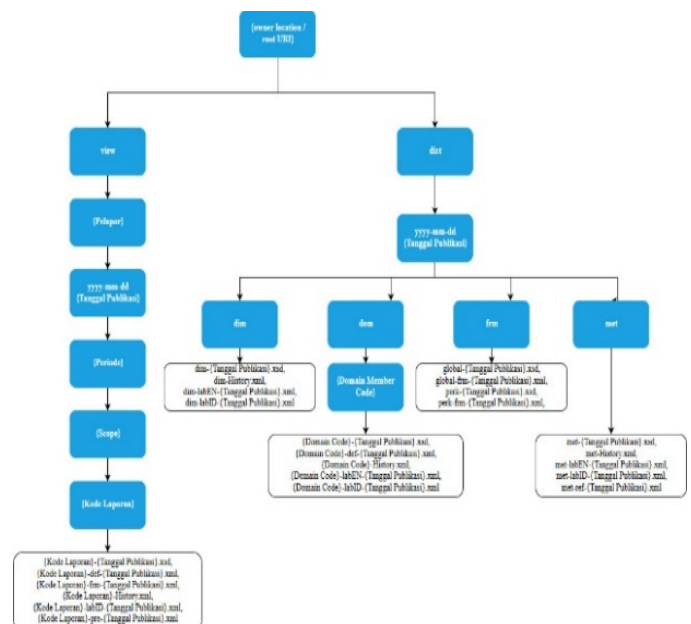 {owner location /
root URI}
view
dict
{Pelapor}
yyyy-mm-dd
{Tanggal Publikasi}
yyyy-mm-dd
{Tanggal Publikasi}
{Periode}
{Scope}
{Kode Laporan}
{Kode Laporan}-{Tanggal Publikasi}.xsd,
{Kode Laporan}-def-{Tanggal Publikasi}.xml,
{Kode Laporan}-frm-{Tanggal Publikasi}.xml,
{Kode Laporan}-History.xml,
{Kode Laporan}-labID-{Tanggal Publikasi}.xml,
{Kode Laporan}-pre-{Tanggal Publikasi}.xml
dim
dom
frm
met
dim-{Tanggal Publikasi}.xsd,
dim-History.xml,
dim-labEN-{Tanggal Publikasi}.xml,
dim-labID-{Tanggal Publikasi}.xml
{Domain Member
Code}
{Domain Code}-{Tanggal Publikasi}.xsd,
{Domain Code}-def-{Tanggal Publikasi}.xml,
{Domain Code}-History.xml,
{Domain Code}-labEN-{Tanggal Publikasi}.xml,
{Domain Code}-labID-{Tanggal Publikasi}.xml
global-{Tanggal Publikasi}.xsd,
global-frm-{Tanggal Publikasi}.xml,
perk-{Tanggal Publikasi}.xsd,
perk-frm-{Tanggal Publikasi}.xml,
met-{Tanggal Publikasi}.xsd,
met-History.xml,
met-labEN-{Tanggal Publikasi}.xml,
met-labID-{Tanggal Publikasi}.xml,
met-ref-{Tanggal Publikasi}.xml